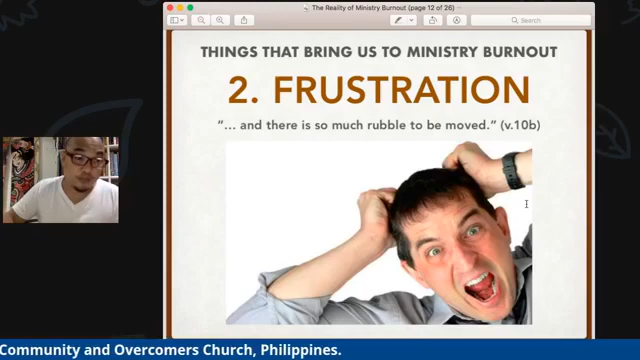 The Reality of Ministry Burnout (page 12 of 26)
Search
THINGS THAT BRING US TO MINISTRY BURNOUT
2. FRUSTRATION
“… and there is so much rubble to be moved.” (v.10b)
Community and Overcomers Church, Philippines.